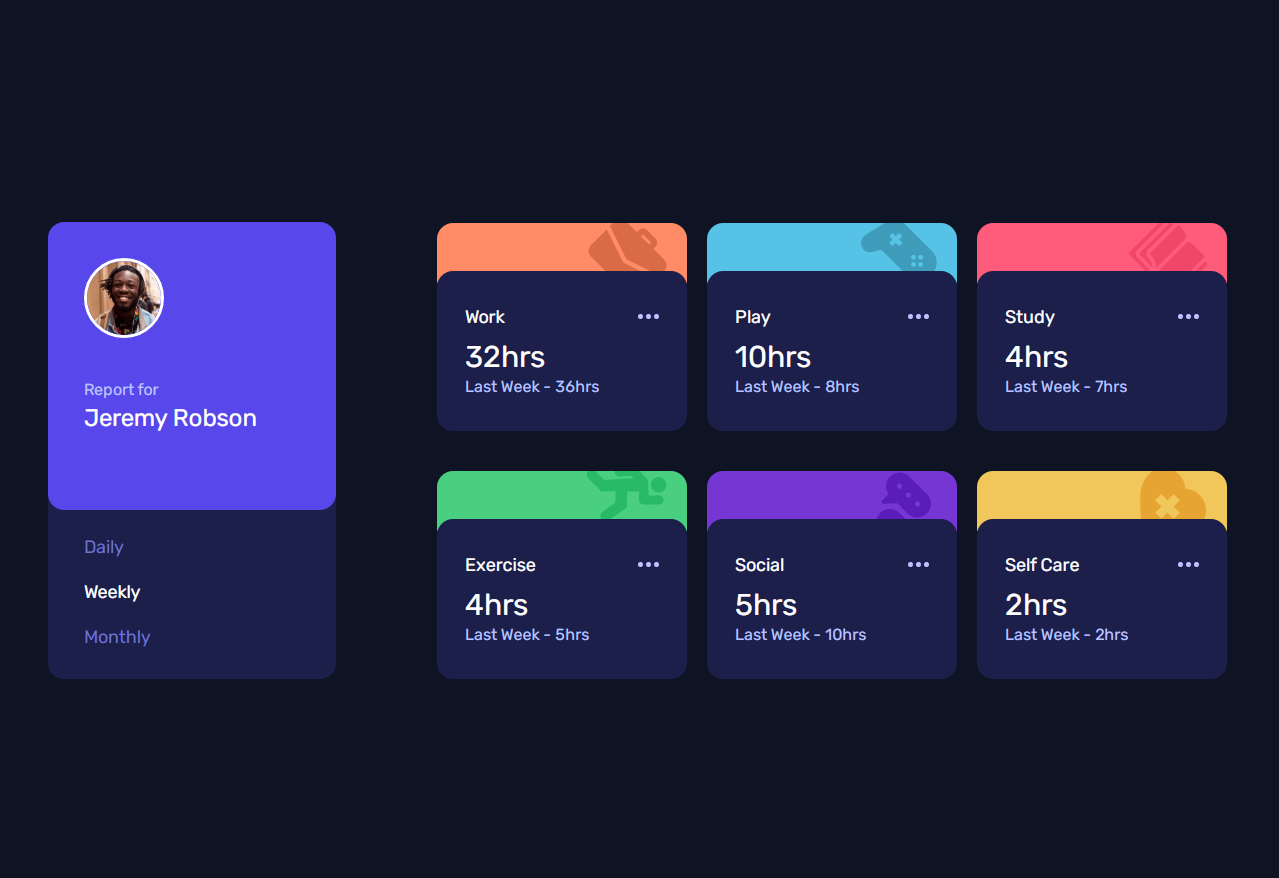 Report for
Jeremy Robson
Daily
Weekly
Monthly
Work
32hrs
Last Week - 36hrs
Play
10hrs
Last Week - 8hrs
Study
4hrs
Last Week - 7hrs
Exercise
4hrs
Last Week - 5hrs
Social
5hrs
Last Week - 10hrs
Self Care
2hrs
Last Week - 2hrs